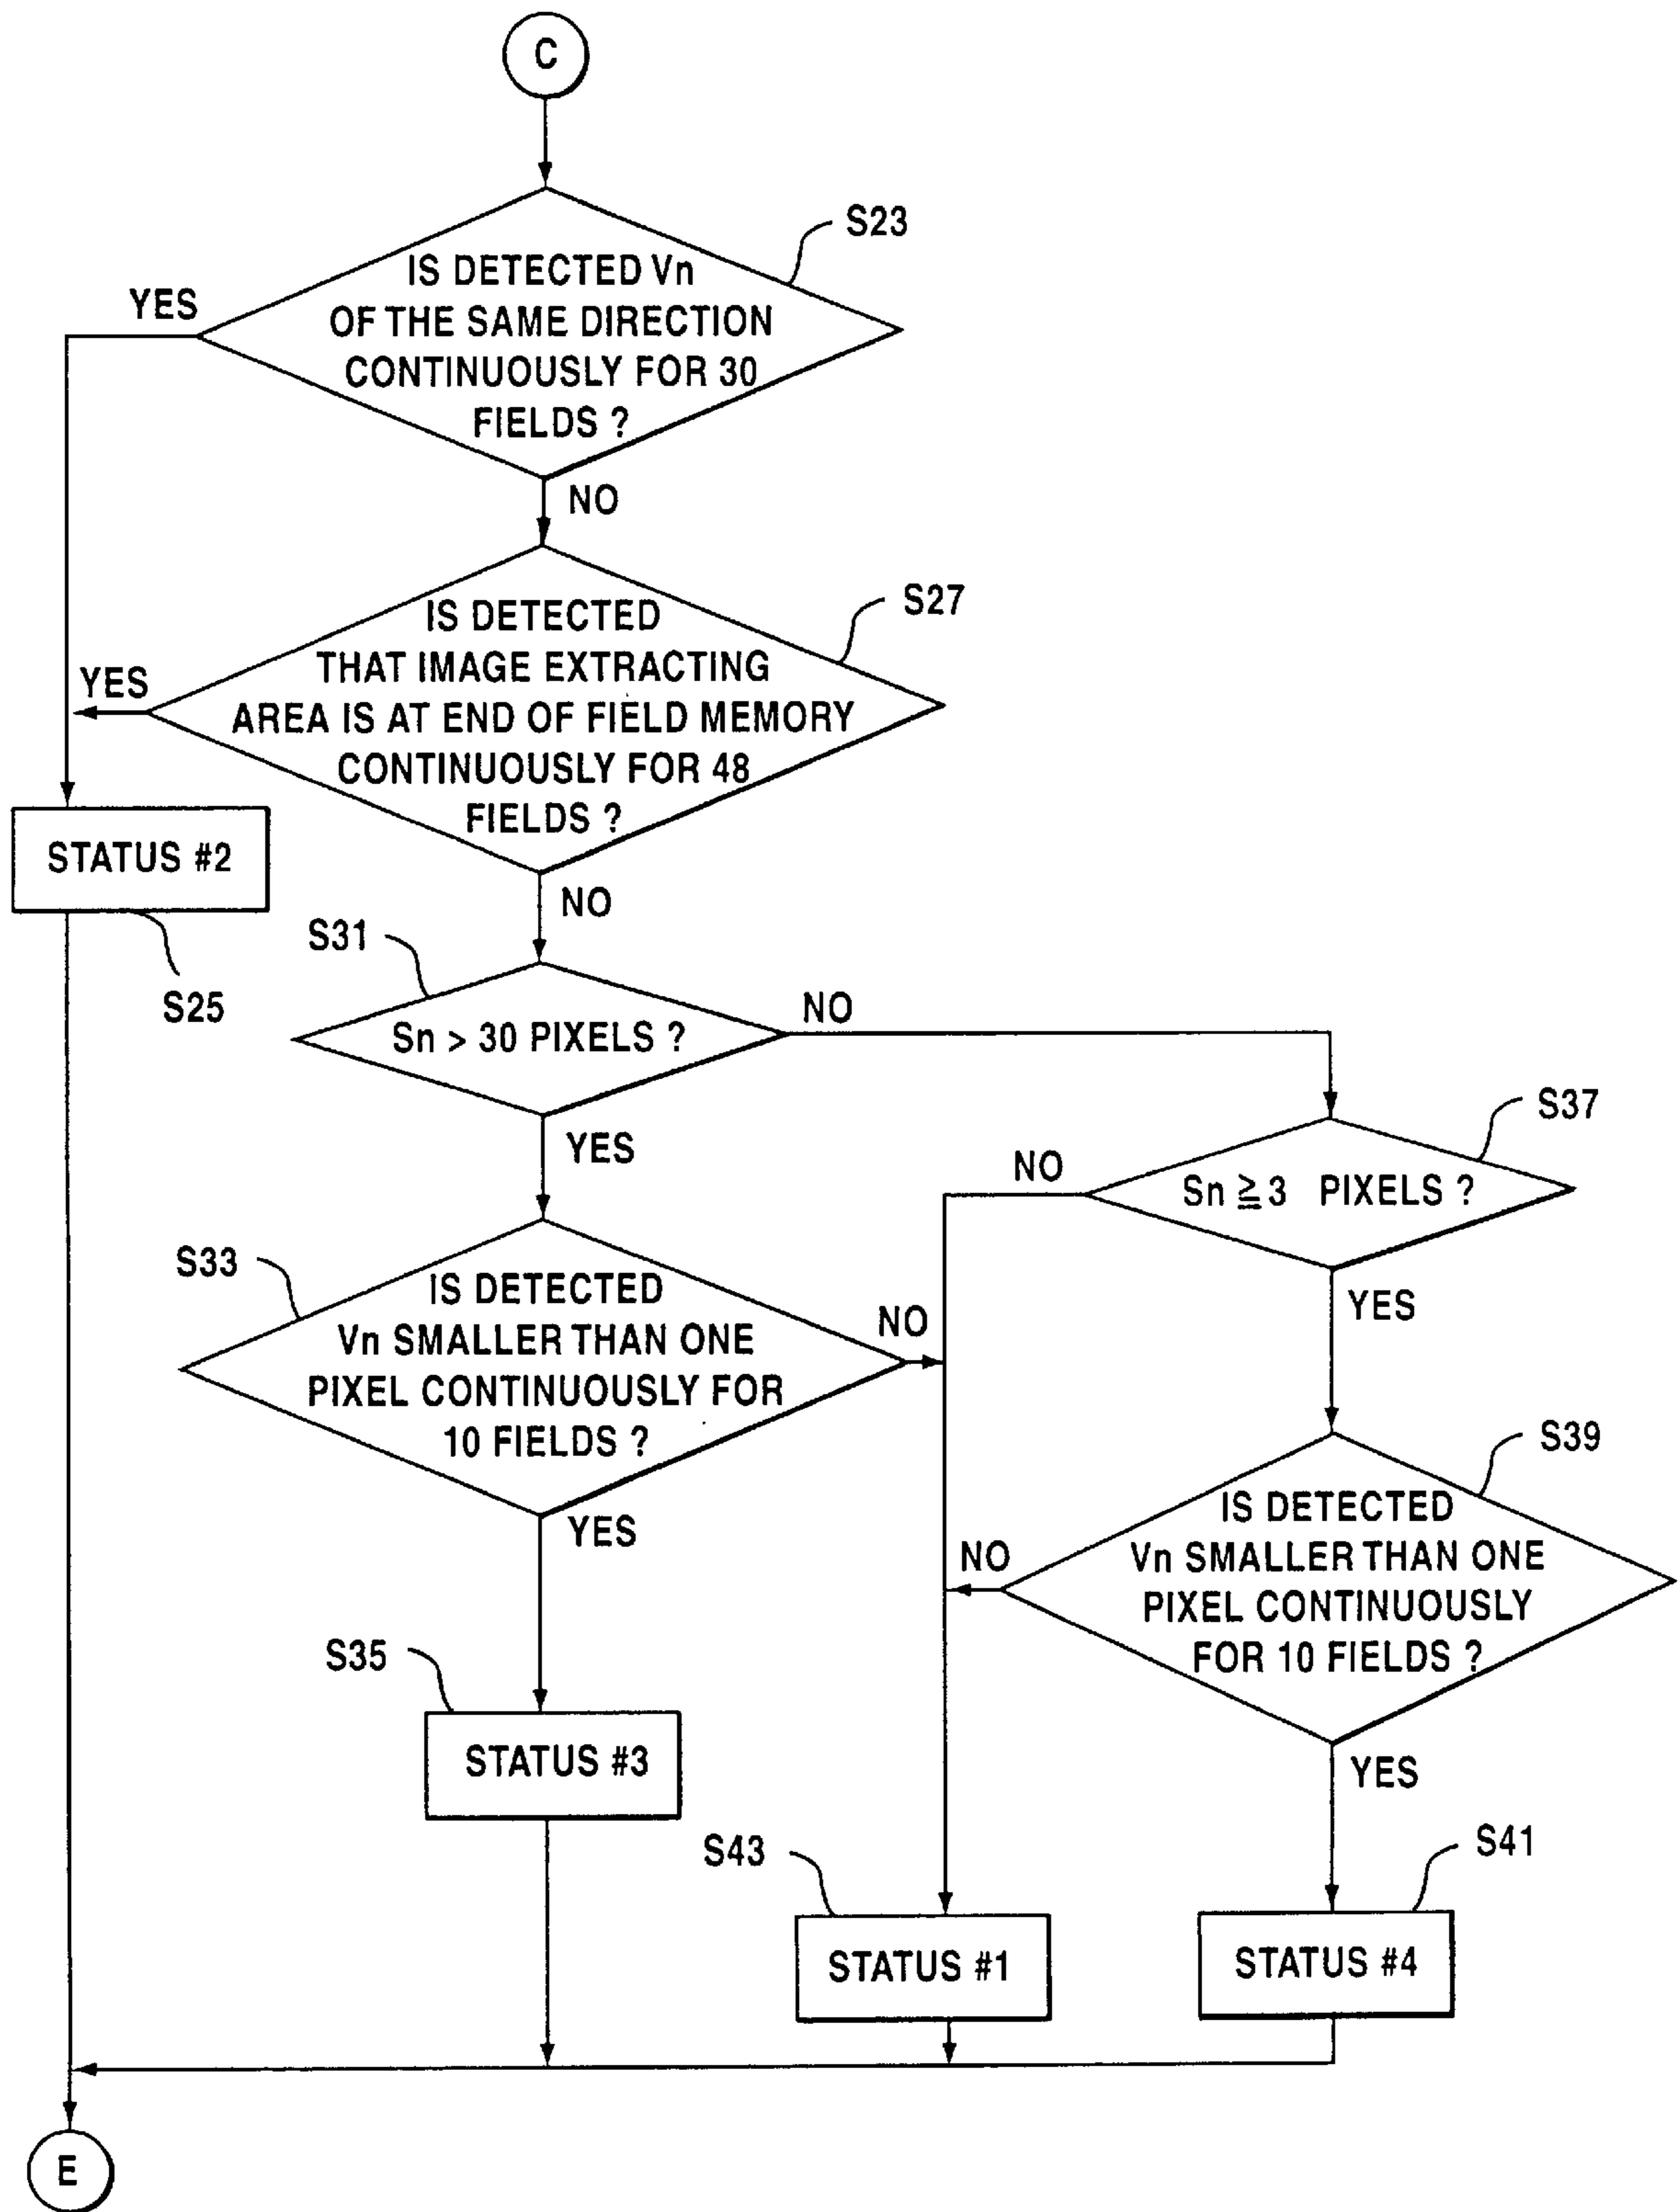 C
S23
IS DETECTED Vn
OF THE SAME DIRECTION
CONTINUOUSLY FOR 30
FIELDS ?
YES
NO
S27
IS DETECTED
THAT IMAGE EXTRACTING
AREA IS AT END OF FIELD MEMORY
CONTINUOUSLY FOR 48
FIELDS ?
YES
NO
STATUS #2
S25
S31
Sn > 30 PIXELS ?
NO
YES
S37
Sn ≧ 3 PIXELS ?
NO
YES
S33
IS DETECTED
Vn SMALLER THAN ONE
PIXEL CONTINUOUSLY FOR
10 FIELDS ?
NO
YES
S39
IS DETECTED
Vn SMALLER THAN ONE
PIXEL CONTINUOUSLY
FOR 10 FIELDS ?
NO
YES
S35
STATUS #3
S43
STATUS #1
S41
STATUS #4
E